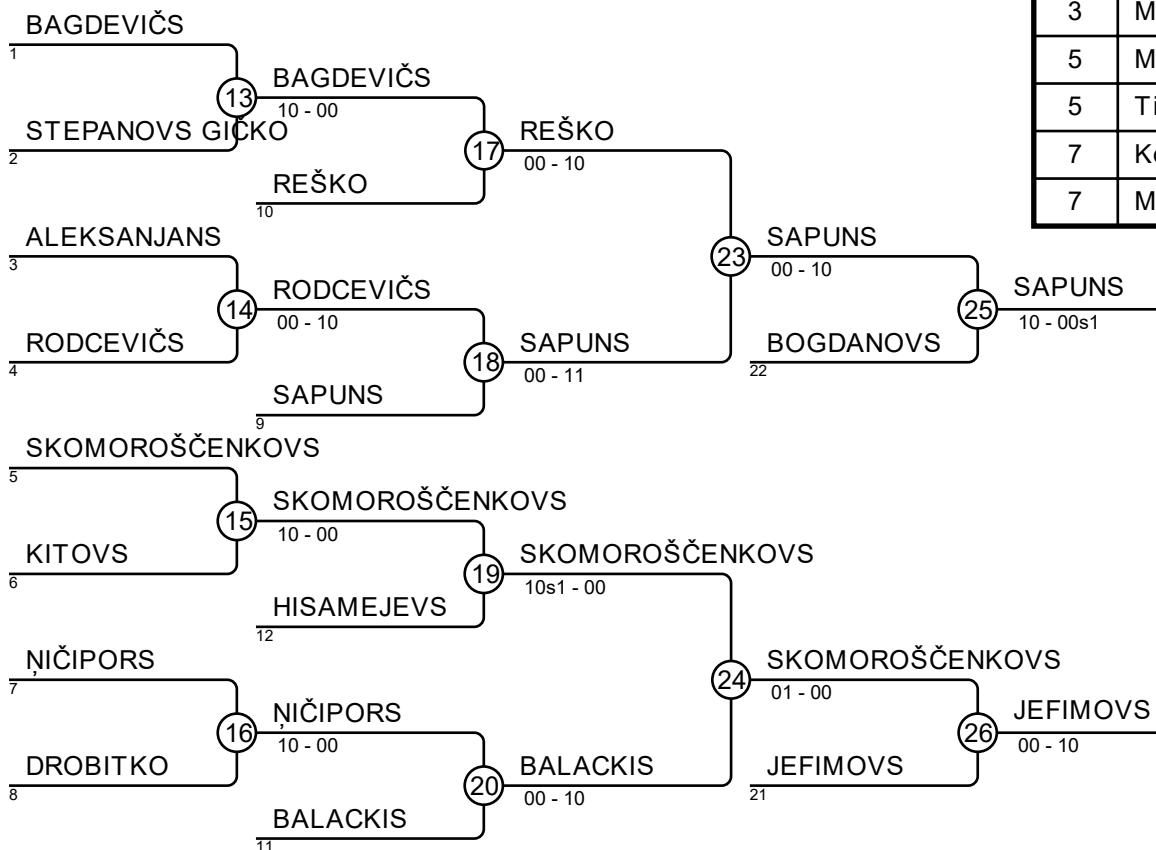 BAGDEVIČS
1
STEPANOVS GIČKO
2
13
BAGDEVIČS
10 - 00
REŠKO
10
17
REŠKO
00 - 10
ALEKSANJANS
3
RODCEVIČS
4
14
RODCEVIČS
00 - 10
SAPUNS
9
18
SAPUNS
00 - 11
23
SAPUNS
00 - 10
BOGDANOVS
22
25
SAPUNS
10 - 00s1
SKOMOROŠČENKOVS
5
KITOVS
6
15
SKOMOROŠČENKOVS
10 - 00
HISAMEJEVS
12
19
SKOMOROŠČENKOVS
10s1 - 00
ŅIČIPORS
7
DROBITKO
8
16
ŅIČIPORS
10 - 00
BALACKIS
11
20
BALACKIS
00 - 10
24
SKOMOROŠČENKOVS
01 - 00
JEFIMOVS
21
26
JEFIMOVS
00 - 10
3 M
5 M
5
7
7 M